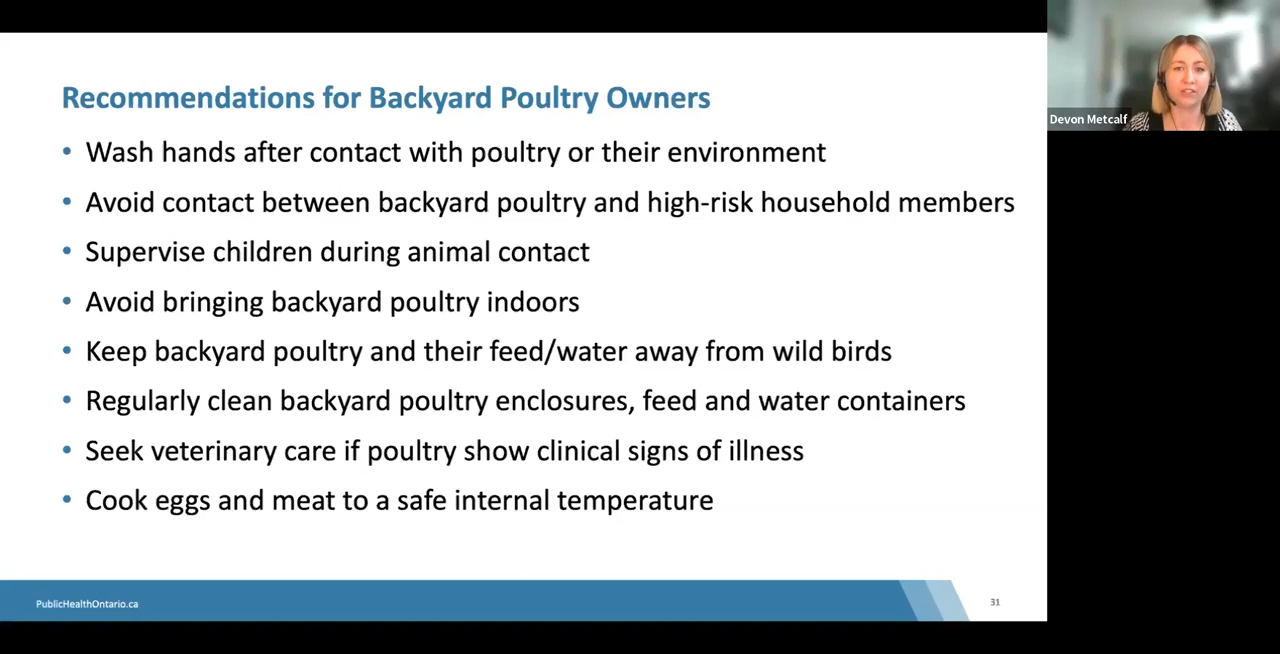 Recommendations for Backyard Poultry Owners
• Wash hands after contact with poultry or their environment
• Avoid contact between backyard poultry and high-risk household members
• Supervise children during animal contact
• Avoid bringing backyard poultry indoors
• Keep backyard poultry and their feed/water away from wild birds
• Regularly clean backyard poultry enclosures, feed and water containers
• Seek veterinary care if poultry show clinical signs of illness
• Cook eggs and meat to a safe internal temperature
PublicHealthOntario.ca
31
Devon Metcalf